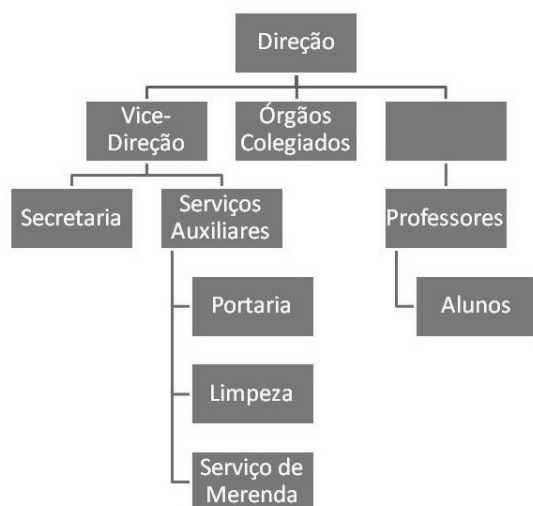 Direção
Vice-
Direção
Órgãos
Colegiados
Secretaria
Serviços
Auxiliares
Professores
Portaria
Alunos
Limpeza
Serviço de
Merenda